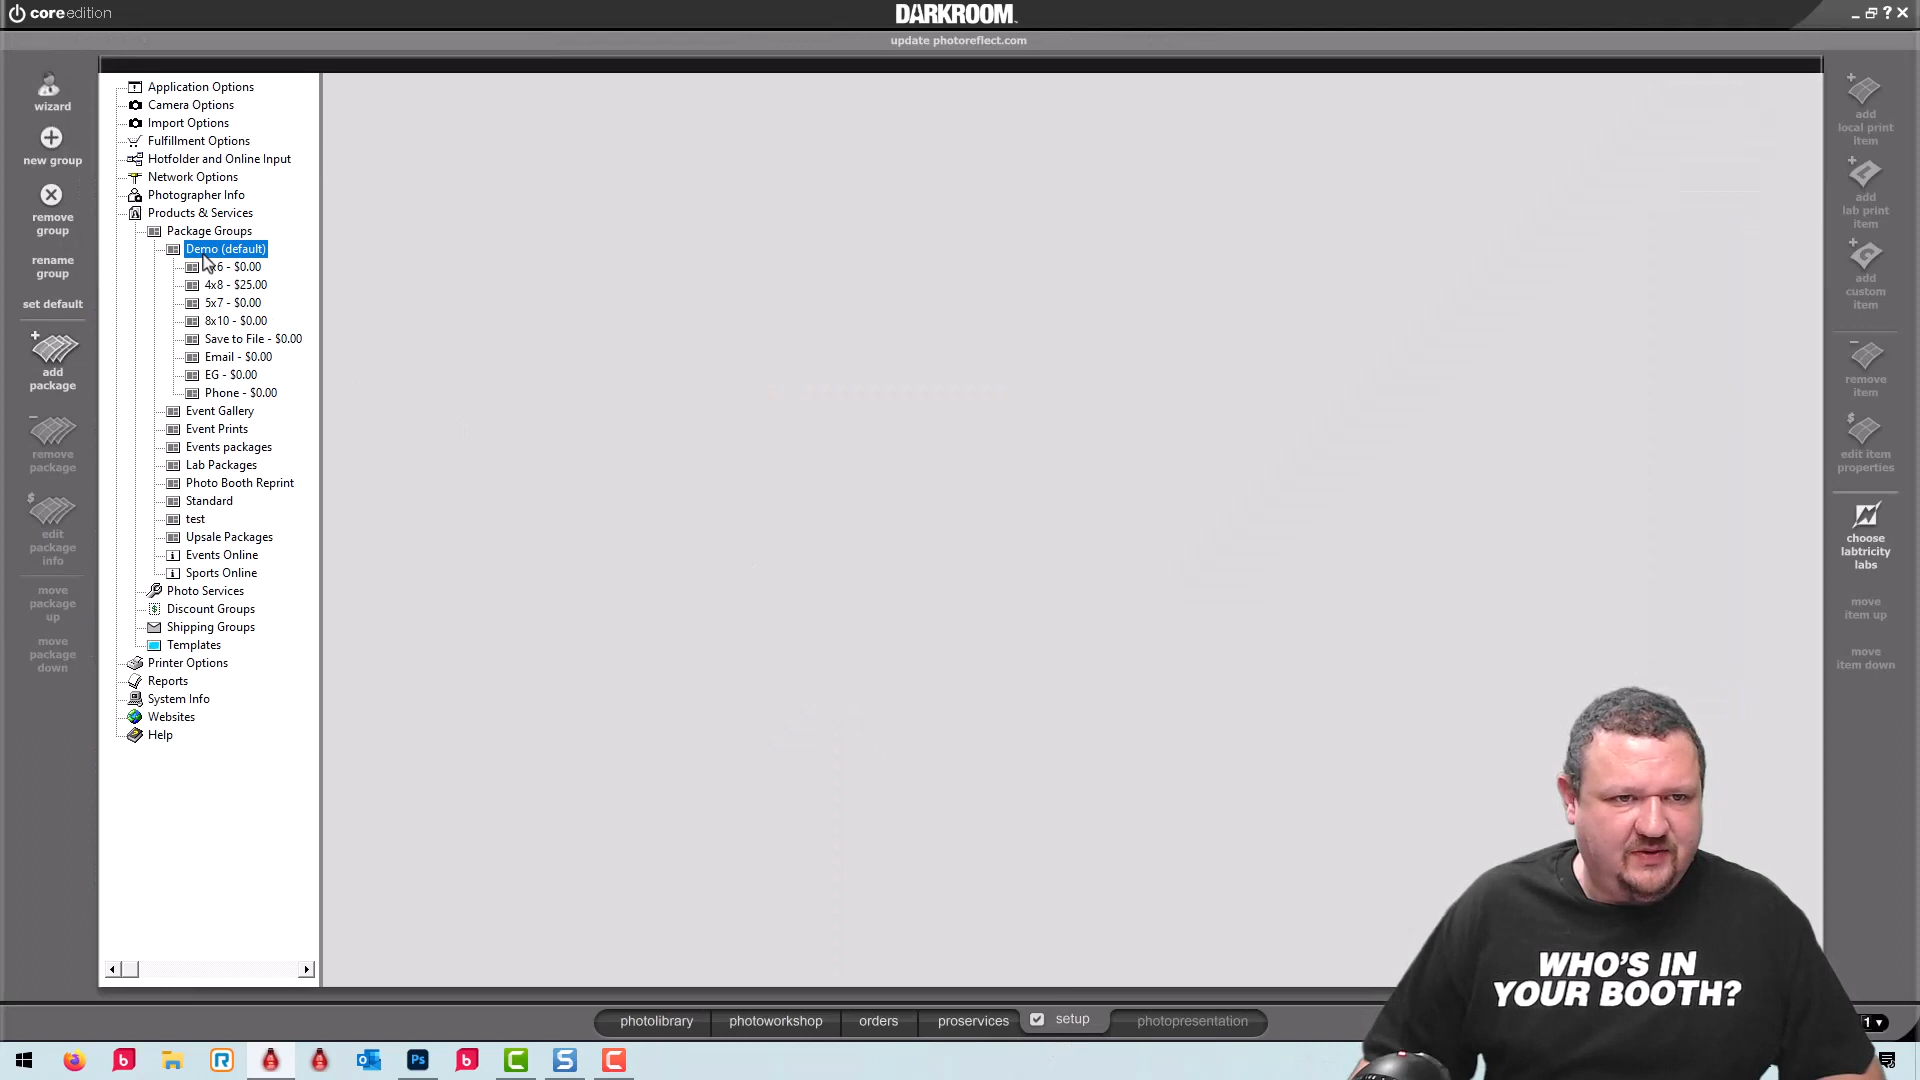 coreedition
DARKROOM
update photoreflect.com
wizard
new group
remove
group
rename
group
set default
add
package
remove
package
edit
package
info
move
package
up
move
package
down
Application Options
Camera Options
Import Options
Fulfillment Options
Hotfolder and Online Input
Network Options
Photographer Info
Products & Services
Package Groups
Demo (default)
x6 - $0.00
4x8 - $25.00
5x7 - $0.00
8x10 - $0.00
Save to File - $0.00
Email - $0.00
EG - $0.00
Phone - $0.00
Event Gallery
Event Prints
Events packages
Lab Packages
Photo Booth Reprint
Standard
test
Upsale Packages
Events Online
Sports Online
Photo Services
Discount Groups
Shipping Groups
Templates
Printer Options
Reports
System Info
Websites
Help
add
local print
item
add
lab print
item
add
custom
item
remove
item
edit item
properties
choose
labtricity
labs
move
item up
move
item down
WHO'S IN
YOUR BOOTH?
photolibrary
photoworkshop
orders
proservices
setup
photopresentation
1
b
R
Ps
b
C
S
C